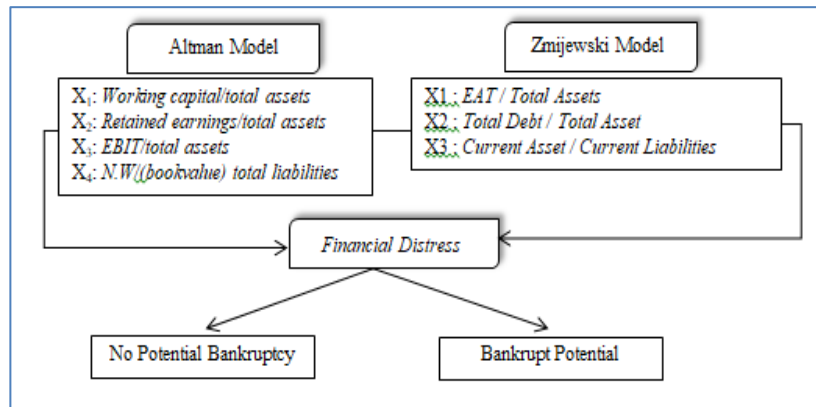 Altman Model
X₁: Working capital/total assets
X₂: Retained earnings/total assets
X₃: EBIT/total assets
X₄: N.W/((bookvalue) total liabilities
Zmijewski Model
X1 : EAT / Total Assets
X2 : Total Debt / Total Asset
X3 : Current Asset / Current Liabilities
Financial Distress
No Potential Bankruptcy
Bankrupt Potential